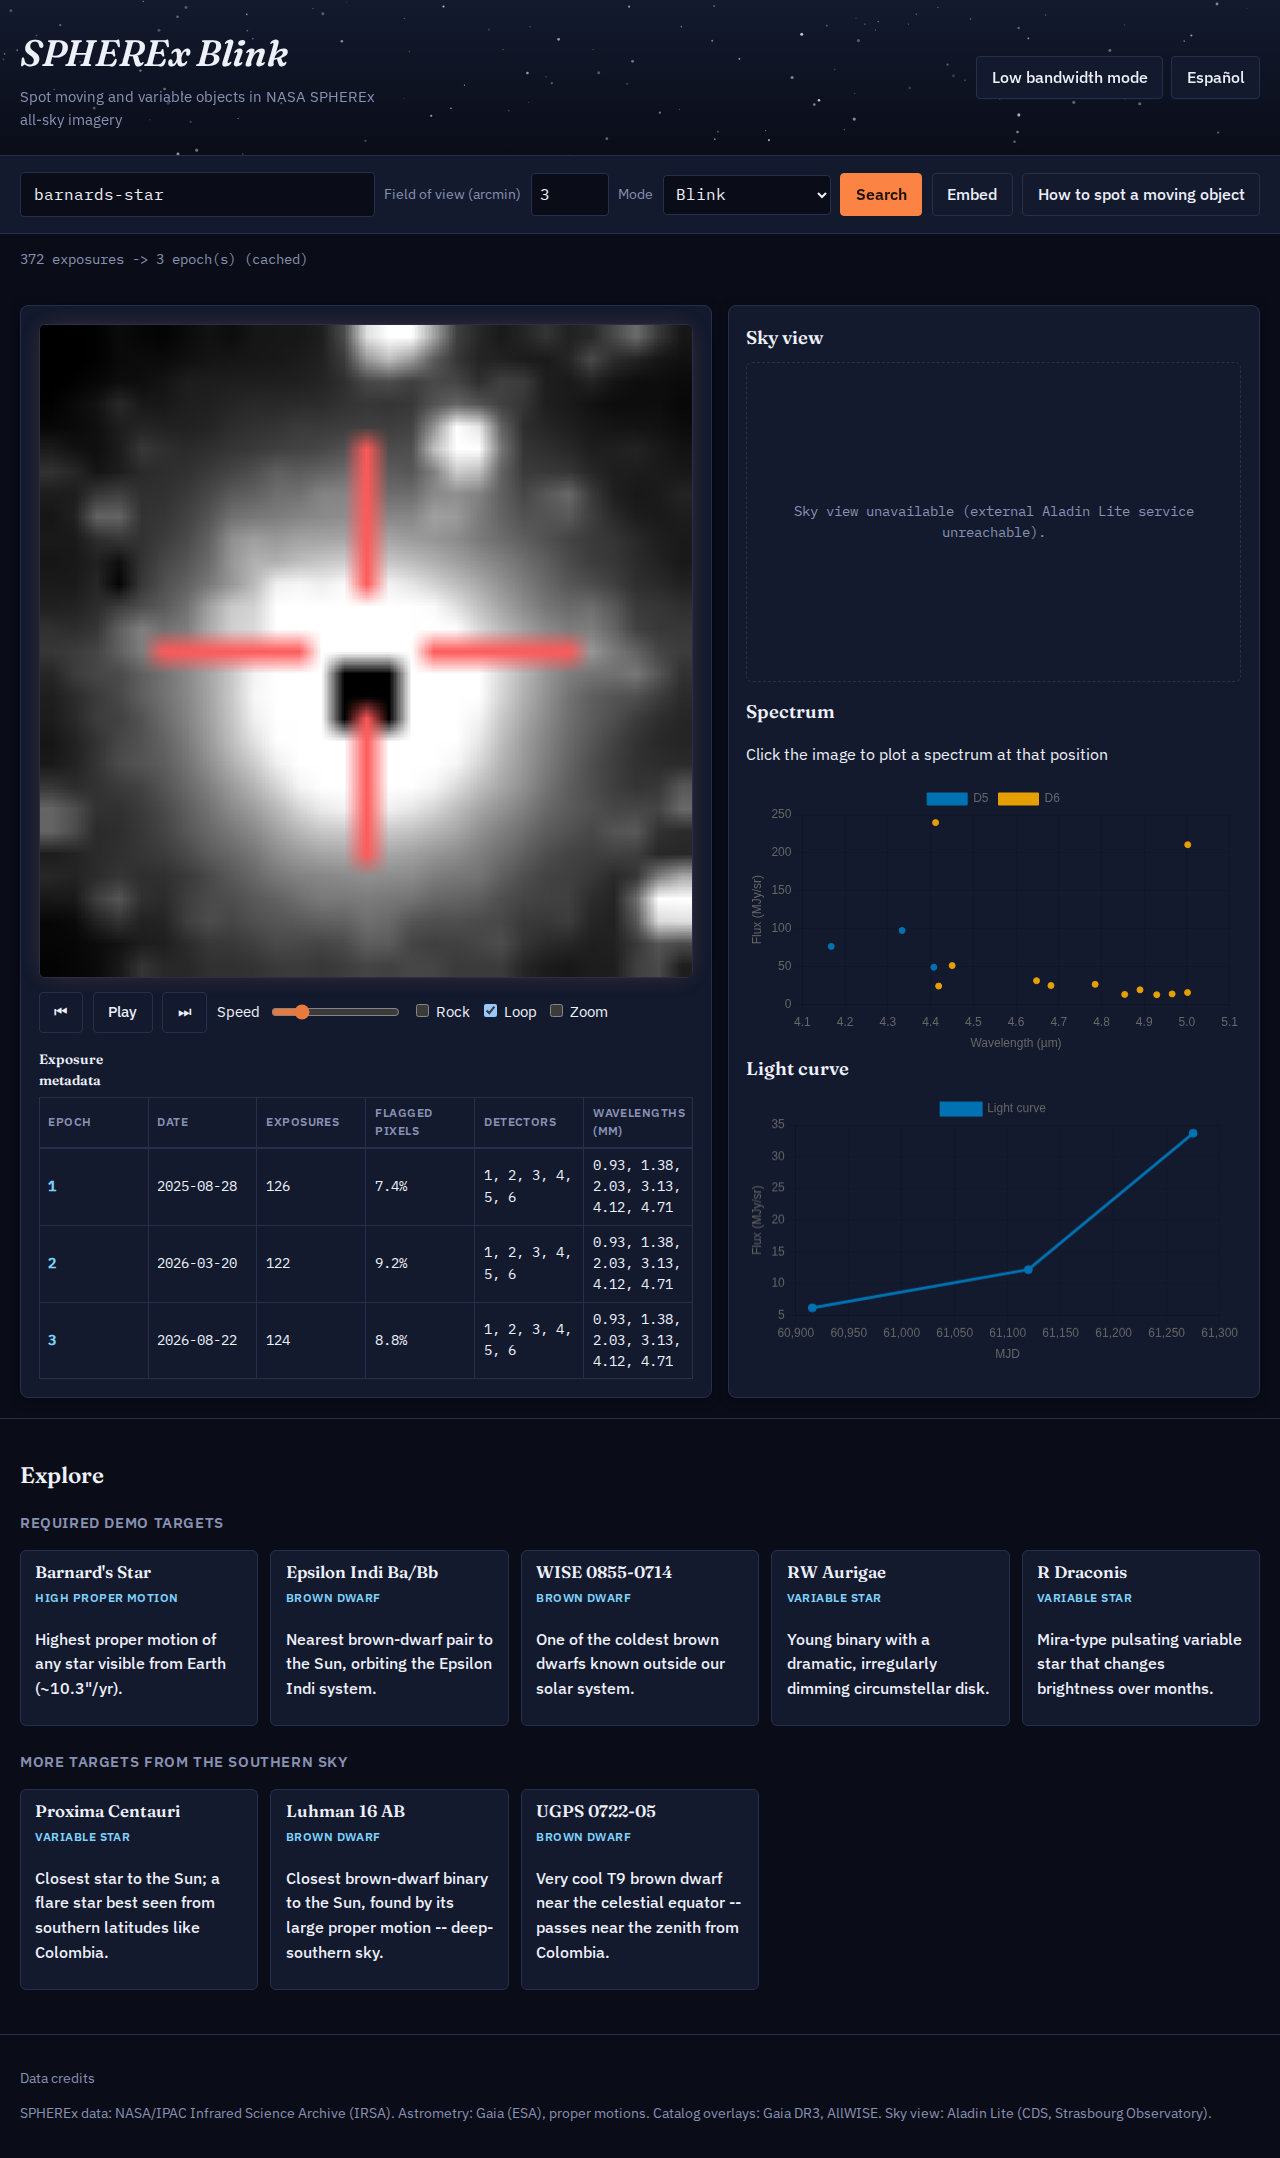 SPHEREx Blink
Spot moving and variable objects in NASA SPHEREx
all-sky imagery
Low bandwidth mode
Español
barnards-star
Field of view (arcmin)
3
Mode
Blink
Search
Embed
How to spot a moving object
372 exposures -> 3 epoch(s) (cached)
Play
Speed
Rock
Loop
Zoom
Exposure
metadata
EPOCH DATE EXPOSURES FLAGGED PIXELS DETECTORS WAVELENGTHS (MM)
1 2025-08-28 126 7.4% 1, 2, 3, 4, 5, 6 0.93, 1.38, 2.03, 3.13, 4.12, 4.71
2 2026-03-20 122 9.2% 1, 2, 3, 4, 5, 6 0.93, 1.38, 2.03, 3.13, 4.12, 4.71
3 2026-08-22 124 8.8% 1, 2, 3, 4, 5, 6 0.93, 1.38, 2.03, 3.13, 4.12, 4.71
Sky view
Sky view unavailable (external Aladin Lite service
unreachable).
Spectrum
Click the image to plot a spectrum at that position
D5 D6
Flux (MJy/sr)
250
200
150
100
50
0
4.1 4.2 4.3 4.4 4.5 4.6 4.7 4.8 4.9 5.0 5.1
Wavelength (µm)
Light curve
Light curve
Flux (MJy/sr)
35
30
25
20
15
10
5
60,900 60,950 61,000 61,050 61,100 61,150 61,200 61,250 61,300
MJD
Explore
REQUIRED DEMO TARGETS
Barnard's Star
HIGH PROPER MOTION
Highest proper motion of
any star visible from Earth
(~10.3"/yr).
Epsilon Indi Ba/Bb
BROWN DWARF
Nearest brown-dwarf pair to
the Sun, orbiting the Epsilon
Indi system.
WISE 0855-0714
BROWN DWARF
One of the coldest brown
dwarfs known outside our
solar system.
RW Aurigae
VARIABLE STAR
Young binary with a
dramatic, irregularly
dimming circumstellar disk.
R Draconis
VARIABLE STAR
Mira-type pulsating variable
star that changes
brightness over months.
MORE TARGETS FROM THE SOUTHERN SKY
Proxima Centauri
VARIABLE STAR
Closest star to the Sun; a
flare star best seen from
southern latitudes like
Colombia.
Luhman 16 AB
BROWN DWARF
Closest brown-dwarf binary
to the Sun, found by its
large proper motion -- deep-
southern sky.
UGPS 0722-05
BROWN DWARF
Very cool T9 brown dwarf
near the celestial equator --
passes near the zenith from
Colombia.
Data credits
SPHEREx data: NASA/IPAC Infrared Science Archive (IRSA). Astrometry: Gaia (ESA), proper motions. Catalog overlays: Gaia DR3, AllWISE. Sky view: Aladin Lite (CDS, Strasbourg Observatory).